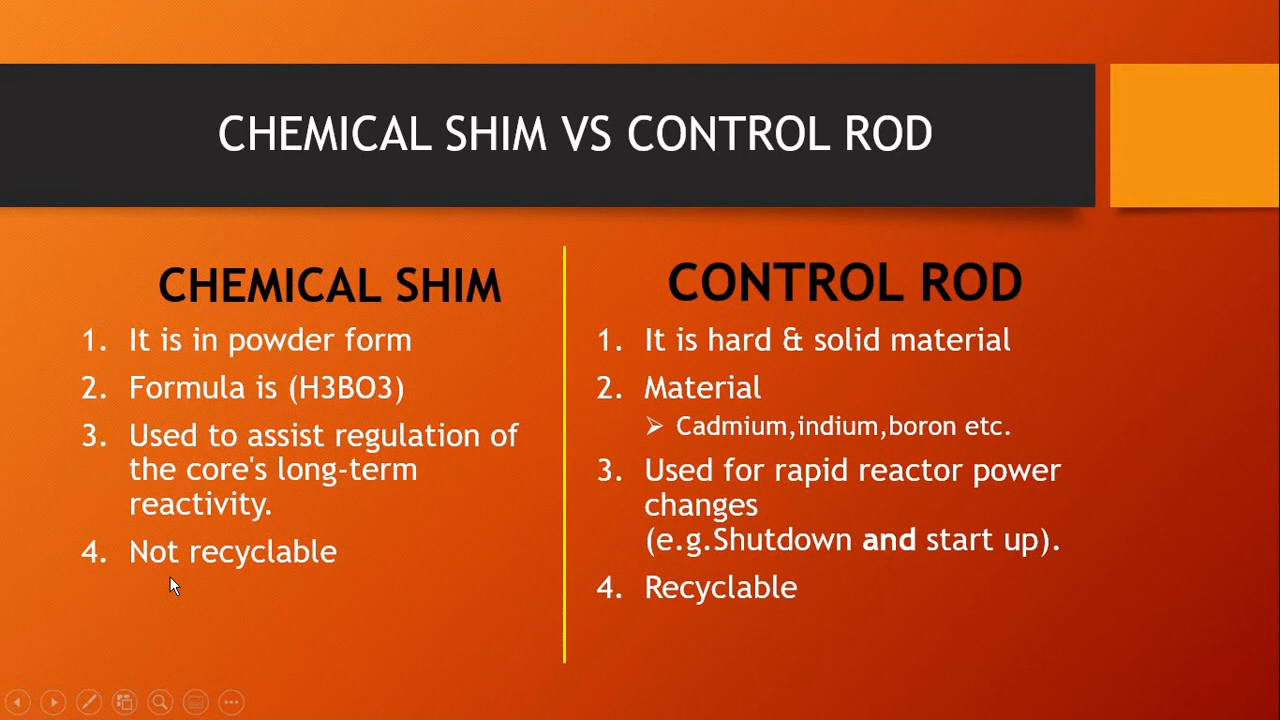 CHEMICAL SHIM VS CONTROL ROD
CHEMICAL SHIM
1. It is in powder form
2. Formula is (H3BO3)
3. Used to assist regulation of
the core's long-term
reactivity.
4. Not recyclable
CONTROL ROD
1. It is hard & solid material
2. Material
Cadmium,indium,boron etc.
3. Used for rapid reactor power
changes
(e.g.Shutdown and start up).
4. Recyclable